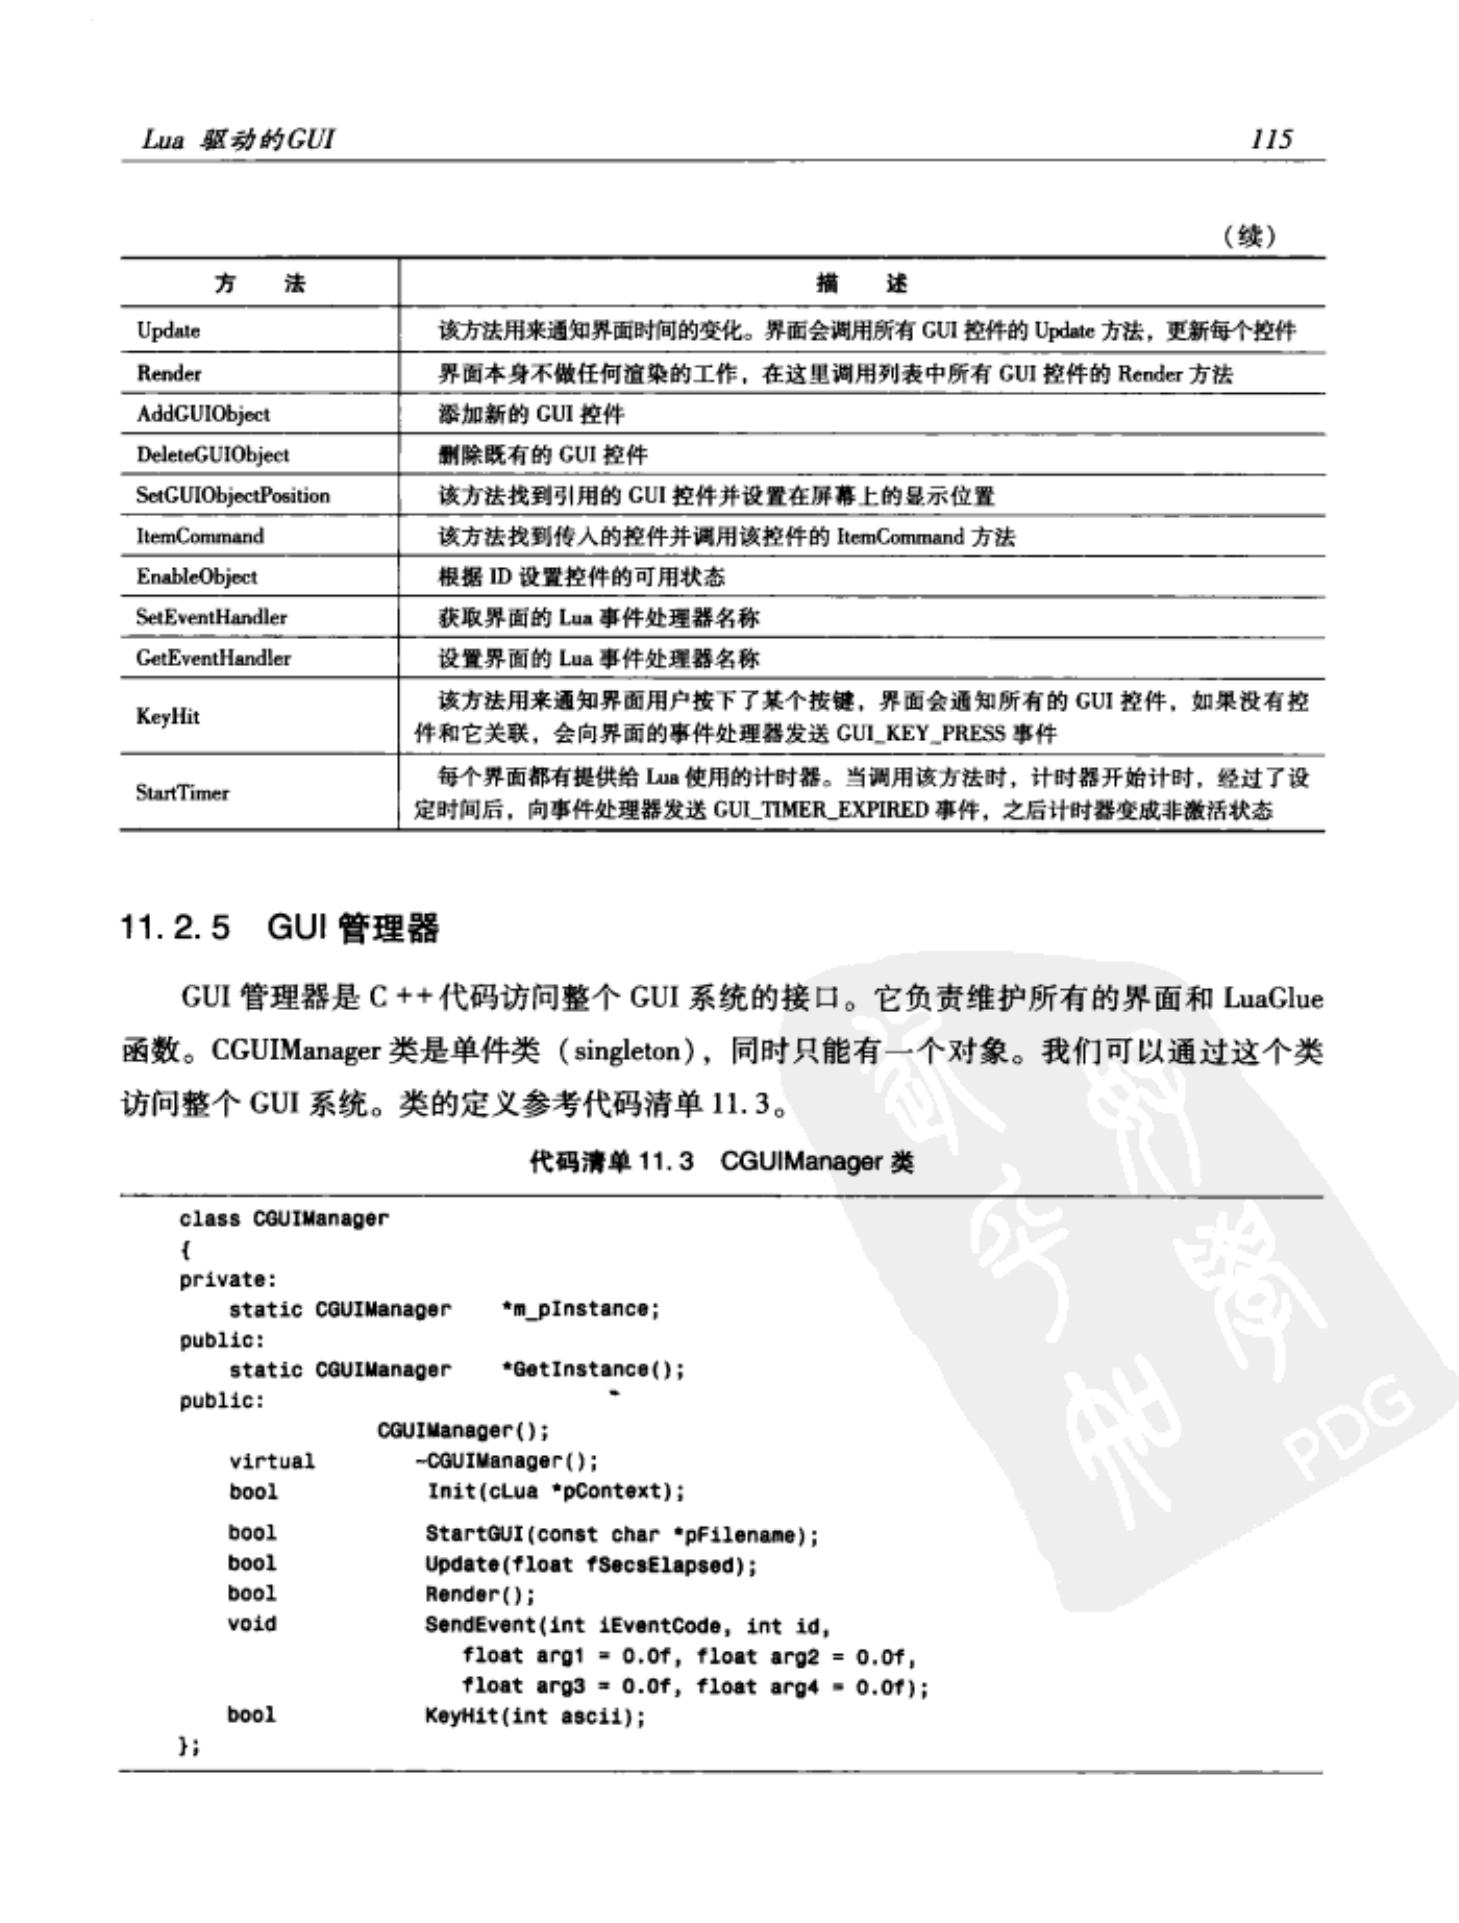 Lua 驱动的GUI 115
（续）
方 法 描 述
Update 该方法用来通知界面时间的变化。界面会调用所有 GUI 控件的 Update 方法，更新每个控件
Render 界面本身不做任何渲染的工作，在这里调用列表中所有 GUI 控件的 Render 方法
AddGUIObject 添加新的 GUI 控件
DeleteGUIObject 删除既有的 GUI 控件
SetGUIObjectPosition 该方法找到引用的 GUI 控件并设置在屏幕上的显示位置
ItemCommand 该方法找到传入的控件并调用该控件的 ItemCommand 方法
EnableObject 根据 ID 设置控件的可用状态
SetEventHandler 获取界面的 Lua 事件处理器名称
GetEventHandler 设置界面的 Lua 事件处理器名称
KeyHit 该方法用来通知界面用户按下了某个按键，界面会通知所有的 GUI 控件，如果没有控
件和它关联，会向界面的事件处理器发送 GUI_KEY_PRESS 事件
StartTimer 每个界面都有提供给 Lua 使用的计时器。当调用该方法时，计时器开始计时，经过了设
定时间后，向事件处理器发送 GUI_TIMER_EXPIRED 事件，之后计时器变成非激活状态
11.2.5 GUI 管理器
GUI 管理器是 C++代码访问整个 GUI 系统的接口。它负责维护所有的界面和 LuaGlue
函数。CGUIManager 类是单件类（singleton），同时只能有一个对象。我们可以通过这个类
访问整个 GUI 系统。类的定义参考代码清单 11.3。
代码清单 11.3 CGUIManager 类
class CGUIManager
{
private:
static CGUIManager *m_pInstance;
public:
static CGUIManager *GetInstance();
public:
CGUIManager();
virtual ~CGUIManager();
bool Init(cLua *pContext);
bool StartGUI(const char *pFilename);
bool Update(float fSecsElapsed);
bool Render();
void SendEvent(int iEventCode, int id,
float arg1 = 0.0f, float arg2 = 0.0f,
float arg3 = 0.0f, float arg4 = 0.0f);
bool KeyHit(int ascii);
};
PDG